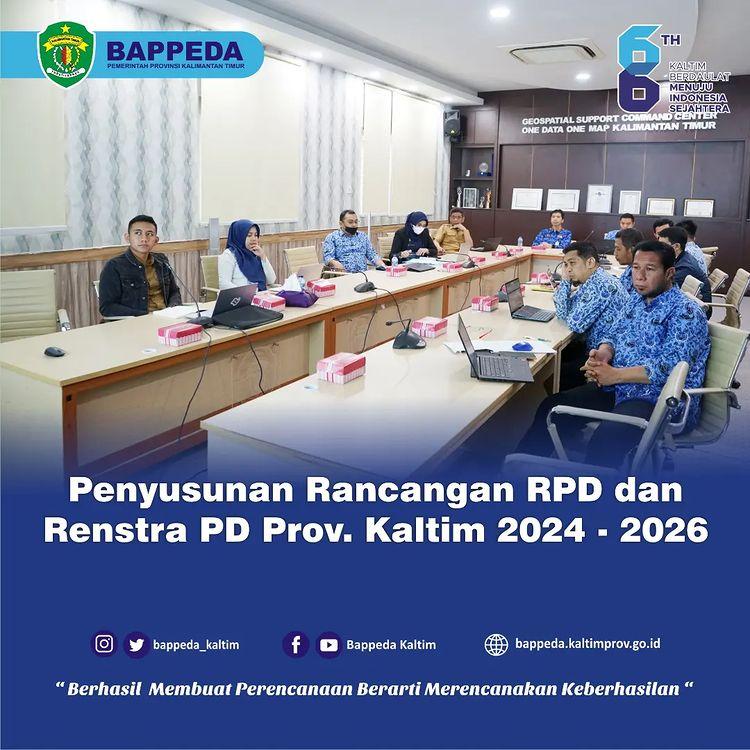 BAPPEDA
PEMERINTAH PROVINSI KALIMANTAN TIMUR
66TH
KALTIM
BERDAULAT
MENUJU
INDONESIA
SEJAHTERA
GEOSPATIAL SUPPORT COMMAND CENTER
ONE DATA ONE MAP KALIMANTAN TIMUR
Penyusunan Rancangan RPD dan
Renstra PD Prov. Kaltim 2024 - 2026
bappeda_kaltim
Bappeda Kaltim
bappeda.kaltimprov.go.id
“ Berhasil Membuat Perencanaan Berarti Merencanakan Keberhasilan “